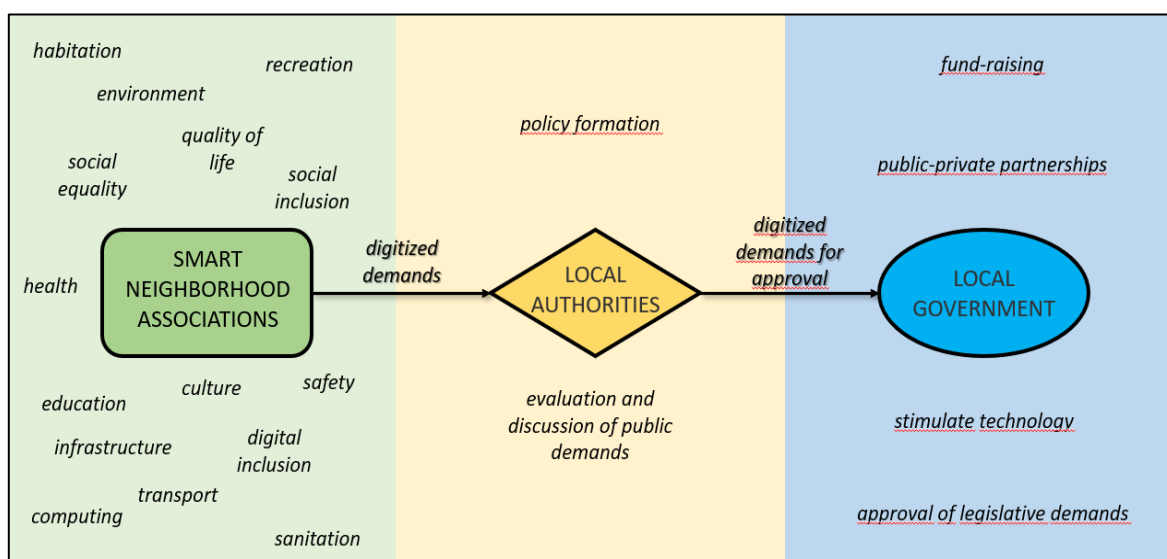 habitation
recreation
environment
quality of
life
social
equality
social
inclusion
SMART
NEIGHBORHOOD
ASSOCIATIONS
health
culture
safety
education
infrastructure
digital
inclusion
transport
computing
sanitation
digitized
demands
policy formation
LOCAL
AUTHORITIES
evaluation and
discussion of public
demands
digitized
demands for
approval
fund-raising
public-private partnerships
LOCAL
GOVERNMENT
stimulate technology
approval of legislative demands